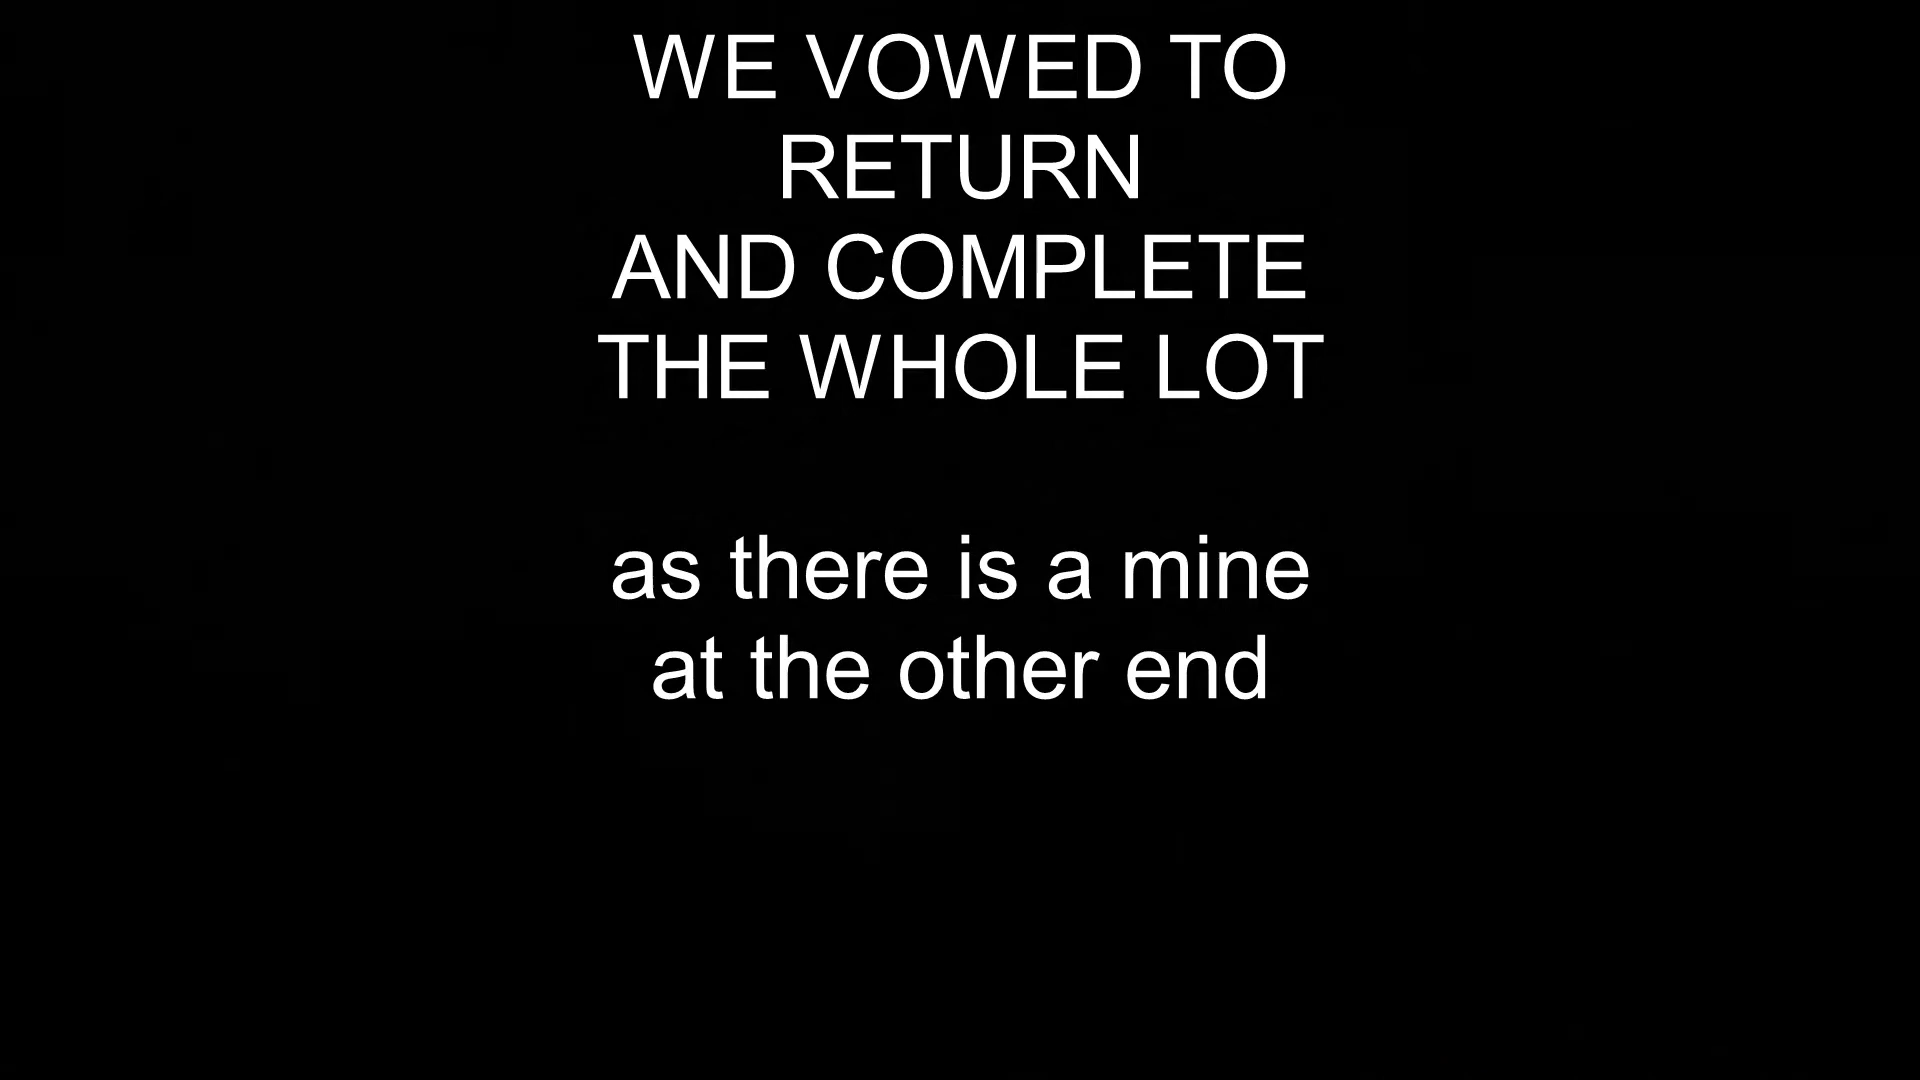 WE VOWED TO
RETURN
AND COMPLETE
THE WHOLE LOT
as there is a mine
at the other end